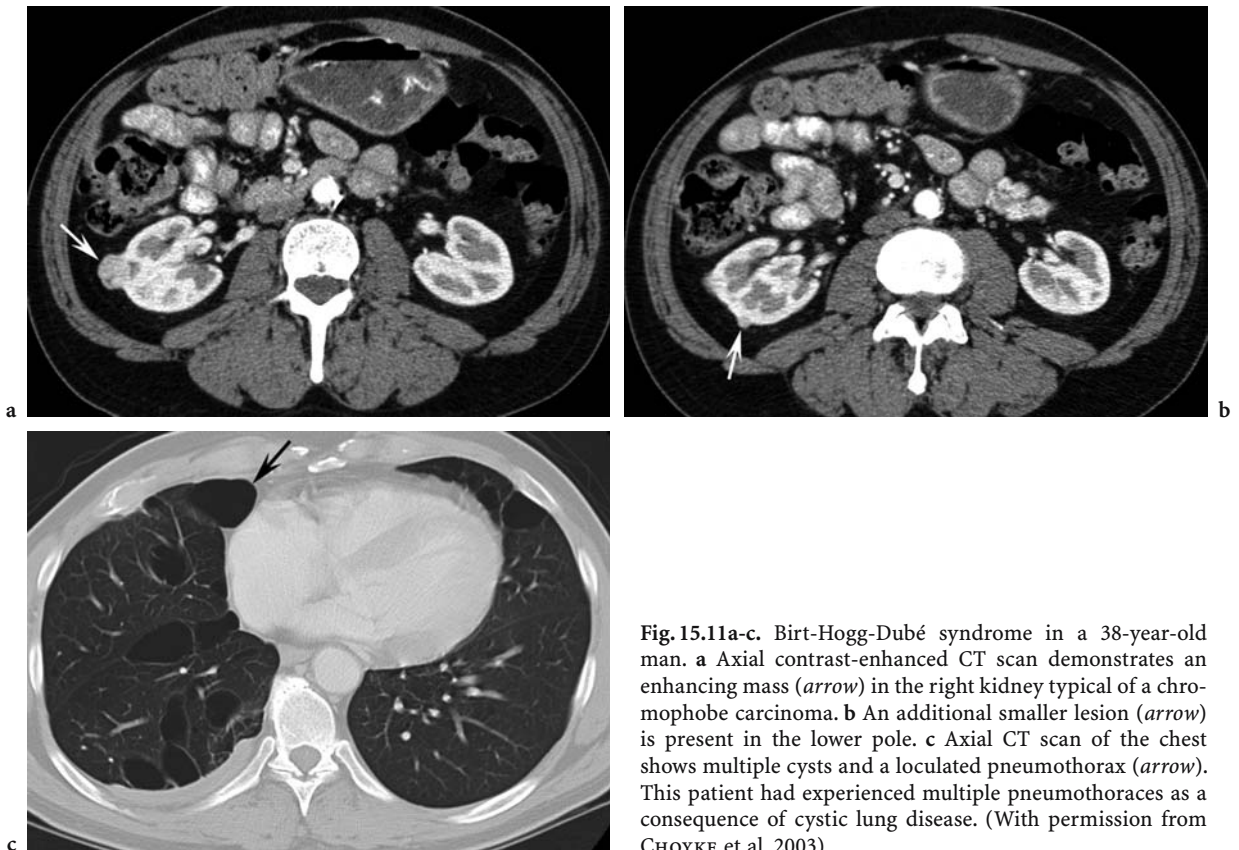 a
b
c
Fig. 15.11a-c. Birt-Hogg-Dubé syndrome in a 38-year-old
man. a Axial contrast-enhanced CT scan demonstrates an
enhancing mass (arrow) in the right kidney typical of a chro-
mophobe carcinoma. b An additional smaller lesion (arrow)
is present in the lower pole. c Axial CT scan of the chest
shows multiple cysts and a loculated pneumothorax (arrow).
This patient had experienced multiple pneumothoraces as a
consequence of cystic lung disease. (With permission from
CHOYKE et al. 2003)